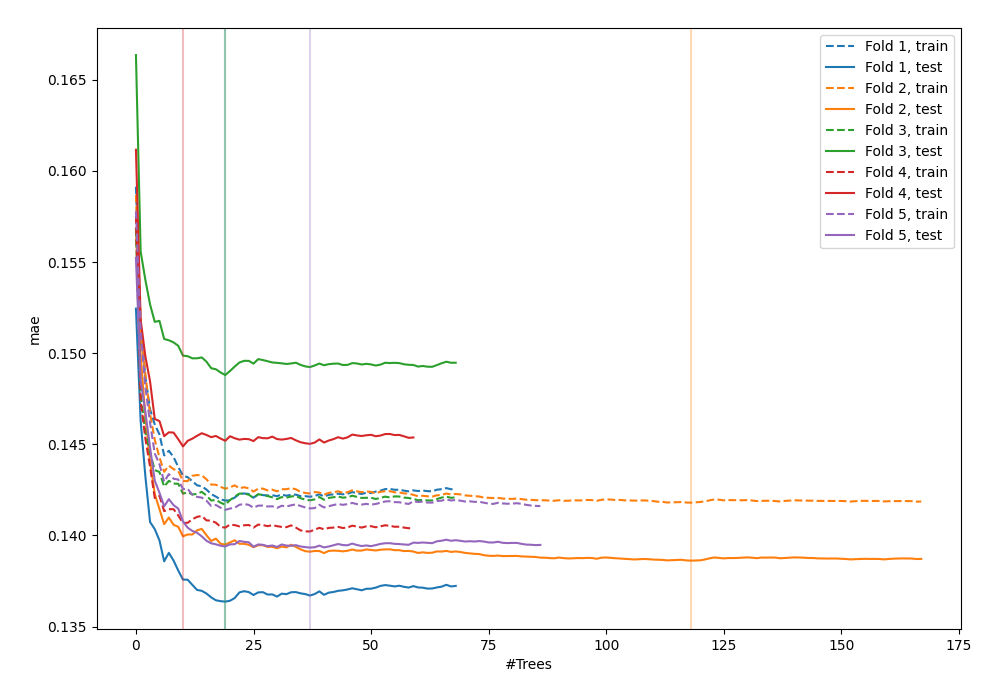 0.165
0.160
0.155
0.150
0.145
0.140
0.135
mae
0
25
50
75
100
125
150
175
#Trees
Fold 1, train
Fold 1, test
Fold 2, train
Fold 2, test
Fold 3, train
Fold 3, test
Fold 4, train
Fold 4, test
Fold 5, train
Fold 5, test